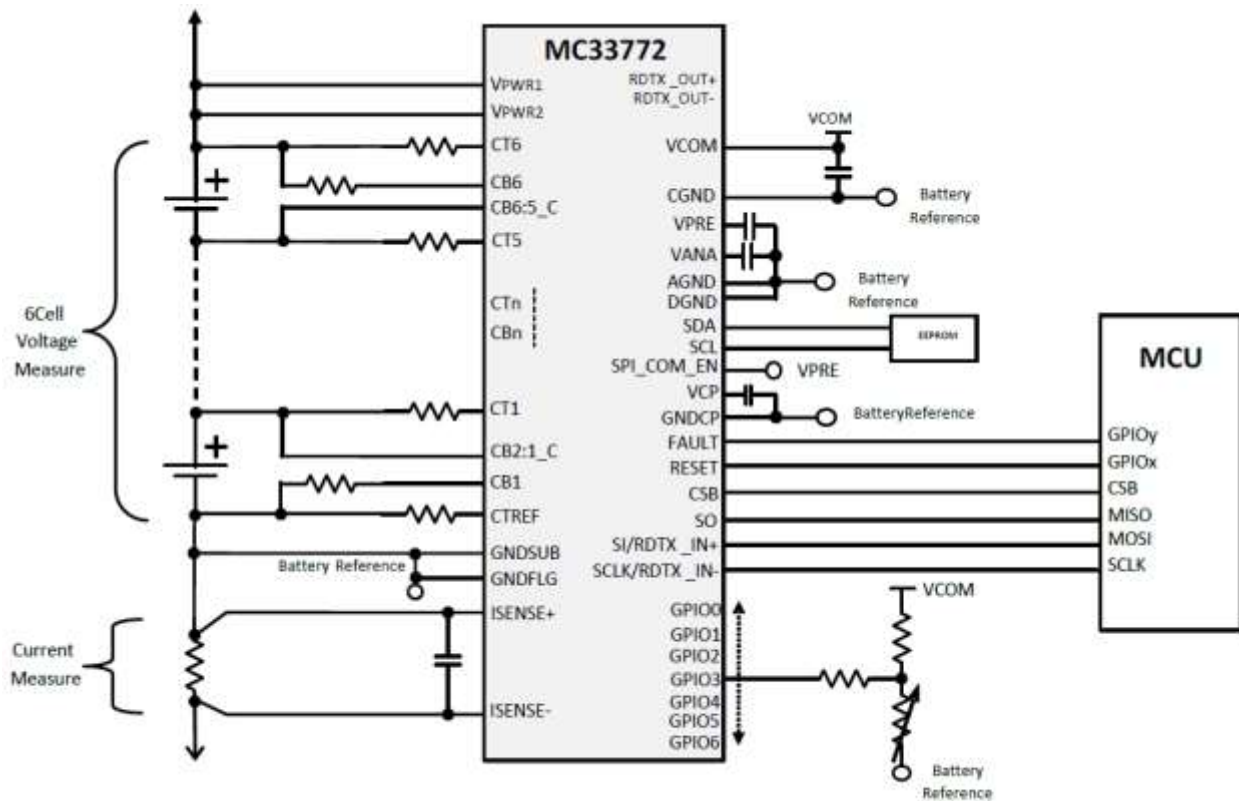 MC33772
VPWR1
VPWR2
CT6
CB6
CB6:5_C
CT5
CTn
CBn
CT1
CB2:1_C
CB1
CTREF
GNDSUB
GNDFLG
ISENSE+
ISENSE-
+
+
6Cell
Voltage
Measure
Battery Reference
Current
Measure
RDTX_OUT+
RDTX_OUT-
VCOM
CGND
VPRE
VANA
AGND
DGND
SDA
SCL
SPI_COM_EN
VCP
GNDCP
FAULT
RESET
CSB
SO
SI/RDTX_IN+
SCLK/RDTX_IN-
GPIO0
GPIO1
GPIO2
GPIO3
GPIO4
GPIO5
GPIO6
VCOM
Battery
Reference
Battery
Reference
EEPROM
VPRE
BatteryReference
VCOM
Battery
Reference
MCU
GPIOy
GPIOx
CSB
MISO
MOSI
SCLK